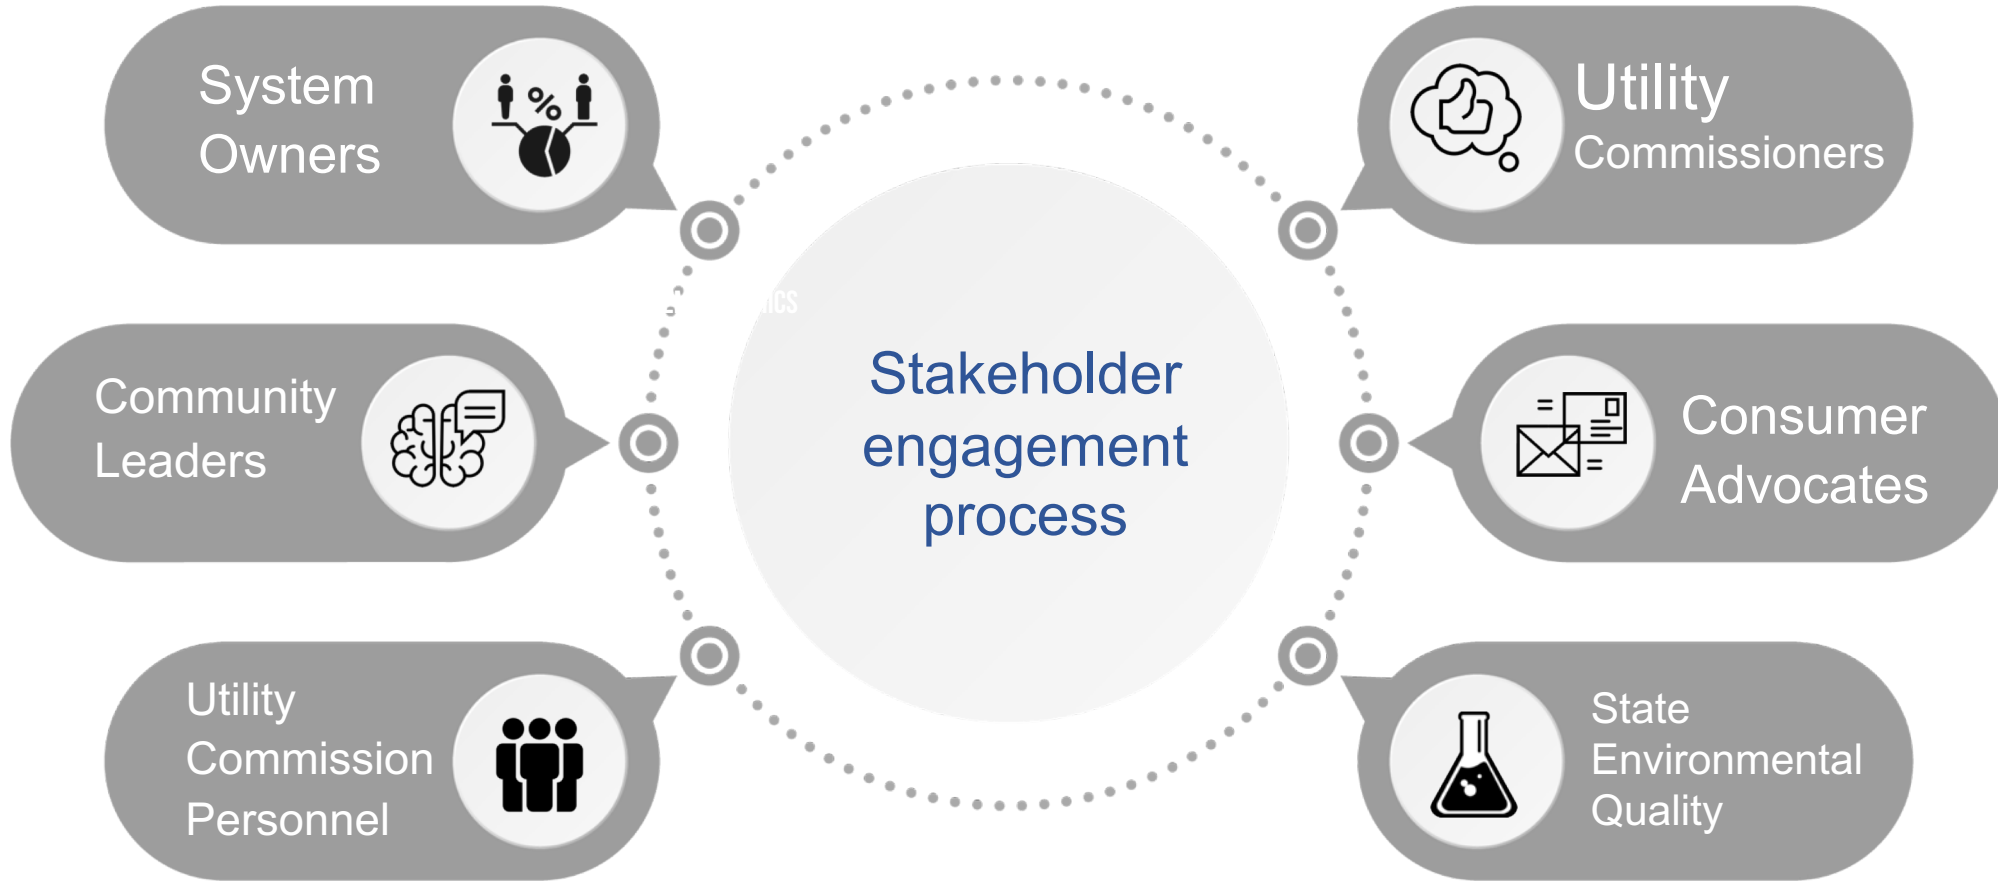 System
Owners
%
Utility
Commissioners
Community
Leaders
Stakeholder
engagement
process
Consumer
Advocates
Utility
Commission
Personnel
State
Environmental
Quality